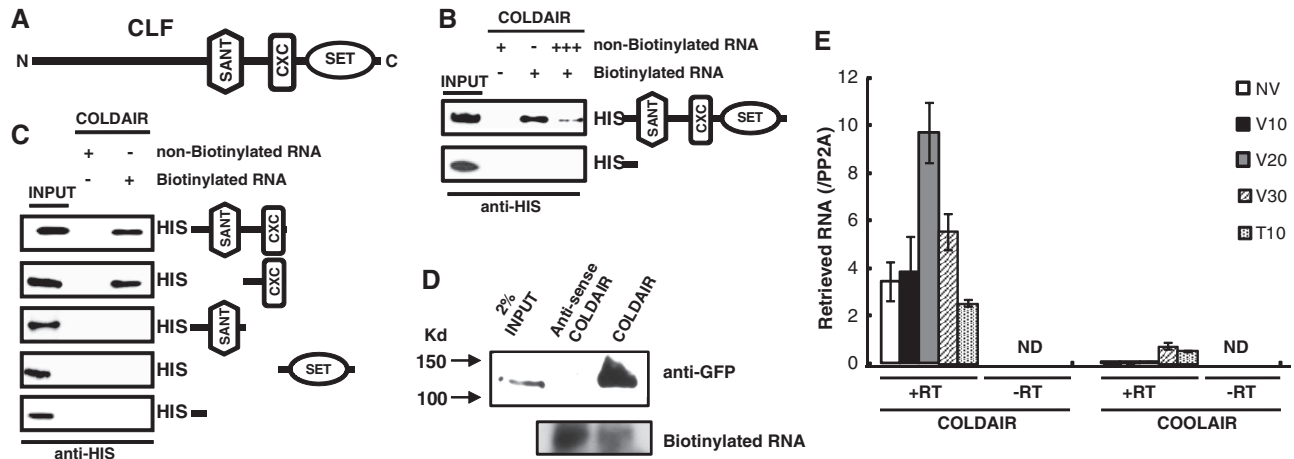 A
CLF
N
SANT
CXC
SET
C
B
COLDAIR
+ - +++ non-Biotinylated RNA
- + + Biotinylated RNA
INPUT
HIS
SANT
CXC
SET
HIS
anti-HIS
C
COLDAIR
+ - non-Biotinylated RNA
- + Biotinylated RNA
INPUT
HIS
SANT
CXC
HIS
CXC
HIS
SANT
HIS
SET
HIS
anti-HIS
D
2%
INPUT
Anti-sense
COLDAIR
COLDAIR
Kd
150
100
anti-GFP
Biotinylated RNA
E
Retrieved RNA (/PP2A)
12
10
8
6
4
2
0
NV
V10
V20
V30
T10
ND
ND
+RT
-RT
+RT
-RT
COLDAIR
COOLAIR